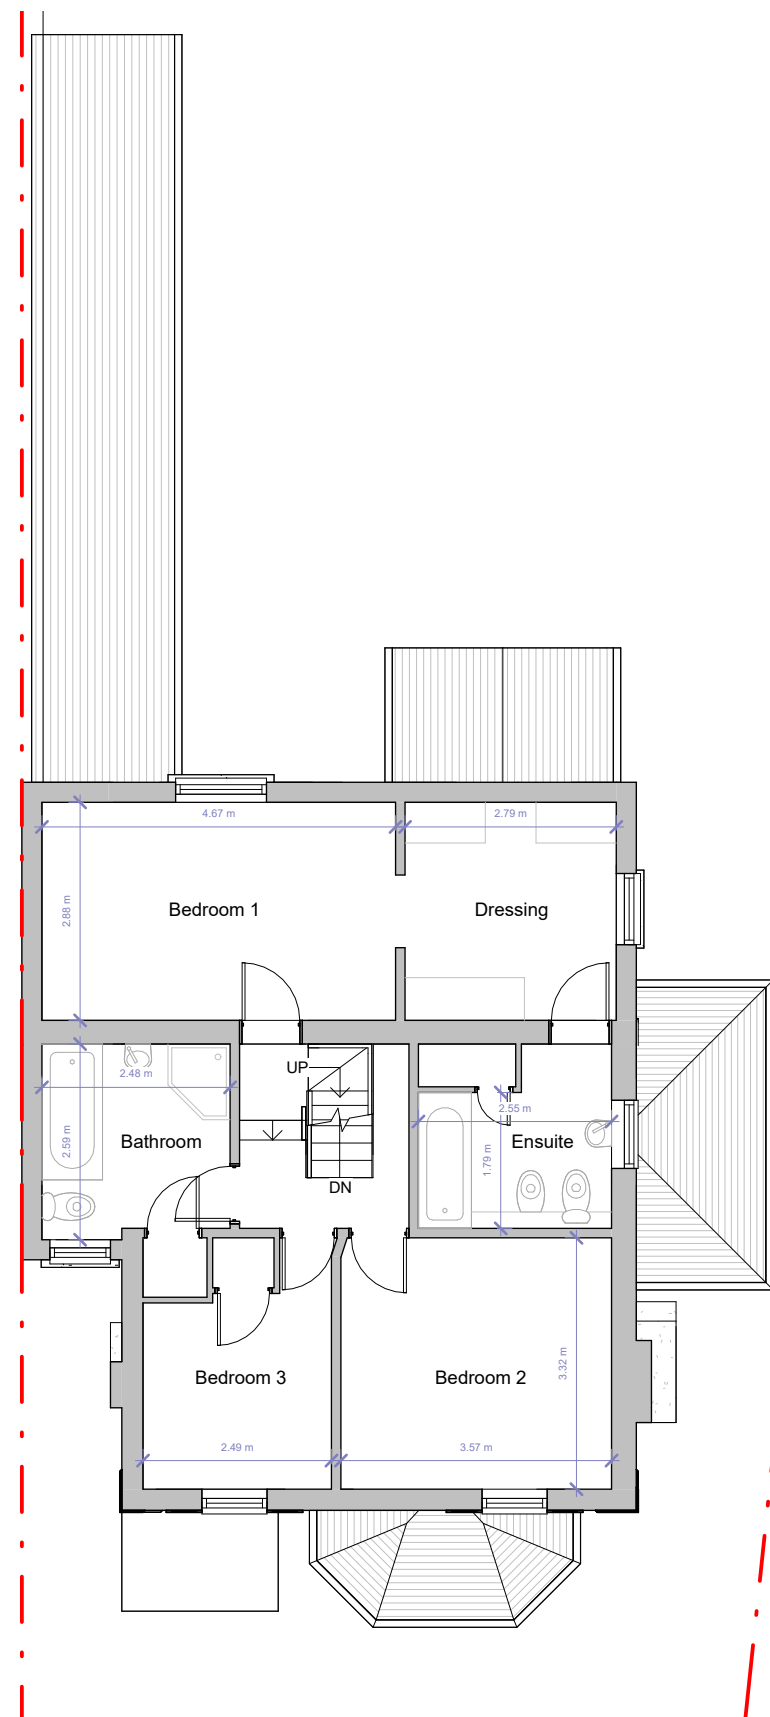 4.67 m
2.79 m
2.88 m
Bedroom 1
Dressing
UP
2.48 m
2.59 m
Bathroom
2.55 m
1.79 m
Ensuite
DN
3.32 m
Bedroom 3
Bedroom 2
2.49 m
3.57 m